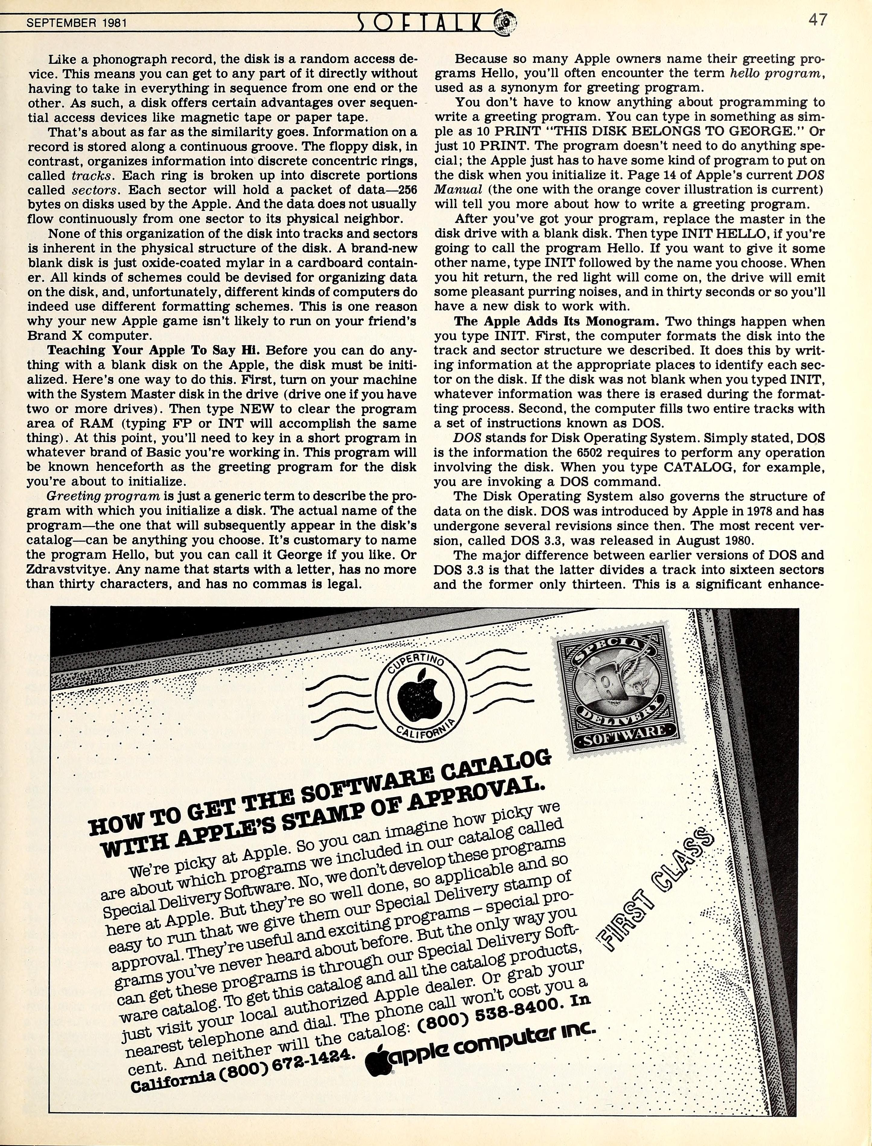 SEPTEMBER 1981
SOFTALK
47
Like a phonograph record, the disk is a random access de-
vice. This means you can get to any part of it directly without
having to take in everything in sequence from one end or the
other. As such, a disk offers certain advantages over sequen-
tial access devices like magnetic tape or paper tape.
That's about as far as the similarity goes. Information on a
record is stored along a continuous groove. The floppy disk, in
contrast, organizes information into discrete concentric rings,
called tracks. Each ring is broken up into discrete portions
called sectors. Each sector will hold a packet of data—256
bytes on disks used by the Apple. And the data does not usually
flow continuously from one sector to its physical neighbor.
None of this organization of the disk into tracks and sectors
is inherent in the physical structure of the disk. A brand-new
blank disk is just oxide-coated mylar in a cardboard contain-
er. All kinds of schemes could be devised for organizing data
on the disk, and, unfortunately, different kinds of computers do
indeed use different formatting schemes. This is one reason
why your new Apple game isn't likely to run on your friend's
Brand X computer.
Teaching Your Apple To Say Hi. Before you can do any-
thing with a blank disk on the Apple, the disk must be initi-
alized. Here's one way to do this. First, turn on your machine
with the System Master disk in the drive (drive one if you have
two or more drives). Then type NEW to clear the program
area of RAM (typing FP or INT will accomplish the same
thing). At this point, you'll need to key in a short program in
whatever brand of Basic you're working in. This program will
be known henceforth as the greeting program for the disk
you're about to initialize.
Greeting program is just a generic term to describe the pro-
gram with which you initialize a disk. The actual name of the
program—the one that will subsequently appear in the disk's
catalog—can be anything you choose. It's customary to name
the program Hello, but you can call it George if you like. Or
Zdravstvitye. Any name that starts with a letter, has no more
than thirty characters, and has no commas is legal.
Because so many Apple owners name their greeting pro-
grams Hello, you'll often encounter the term hello program,
used as a synonym for greeting program.
You don't have to know anything about programming to
write a greeting program. You can type in something as sim-
ple as 10 PRINT "THIS DISK BELONGS TO GEORGE." Or
just 10 PRINT. The program doesn't need to do anything spe-
cial; the Apple just has to have some kind of program to put on
the disk when you initialize it. Page 14 of Apple's current DOS
Manual (the one with the orange cover illustration is current)
will tell you more about how to write a greeting program.
After you've got your program, replace the master in the
disk drive with a blank disk. Then type INIT HELLO, if you're
going to call the program Hello. If you want to give it some
other name, type INIT followed by the name you choose. When
you hit return, the red light will come on, the drive will emit
some pleasant purring noises, and in thirty seconds or so you'll
have a new disk to work with.
The Apple Adds Its Monogram. Two things happen when
you type INIT. First, the computer formats the disk into the
track and sector structure we described. It does this by writ-
ing information at the appropriate places to identify each sec-
tor on the disk. If the disk was not blank when you typed INIT,
whatever information was there is erased during the format-
ting process. Second, the computer fills two entire tracks with
a set of instructions known as DOS.
DOS stands for Disk Operating System. Simply stated, DOS
is the information the 6502 requires to perform any operation
involving the disk. When you type CATALOG, for example,
you are invoking a DOS command.
The Disk Operating System also governs the structure of
data on the disk. DOS was introduced by Apple in 1978 and has
undergone several revisions since then. The most recent ver-
sion, called DOS 3.3, was released in August 1980.
The major difference between earlier versions of DOS and
DOS 3.3 is that the latter divides a track into sixteen sectors
and the former only thirteen. This is a significant enhance-
CUPERTINO
CALIFORNIA
SPECIAL
DELIVERY
SOFTWARE
HOW TO GET THE SOFTWARE CATALOG
WITH APPLE'S STAMP OF APPROVAL.
We're picky at Apple. So you can imagine how picky we
are about which programs we included in our catalog called
Special Delivery Software. No, we don't develop these programs
here at Apple. But they're so well done, so applicable and so
easy to run that we give them our Special Delivery stamp of
approval. They're useful and exciting programs – special pro-
grams you've never heard about before. But the only way you
can get these programs is through our Special Delivery Soft-
ware catalog. To get this catalog and all the catalog products,
just visit your local authorized Apple dealer. Or grab your
nearest telephone and dial. The phone call won't cost you a
cent. And neither will the catalog: (800) 538-8400. In
California (800) 672-1424.
apple computer inc.
FIRST CLASS